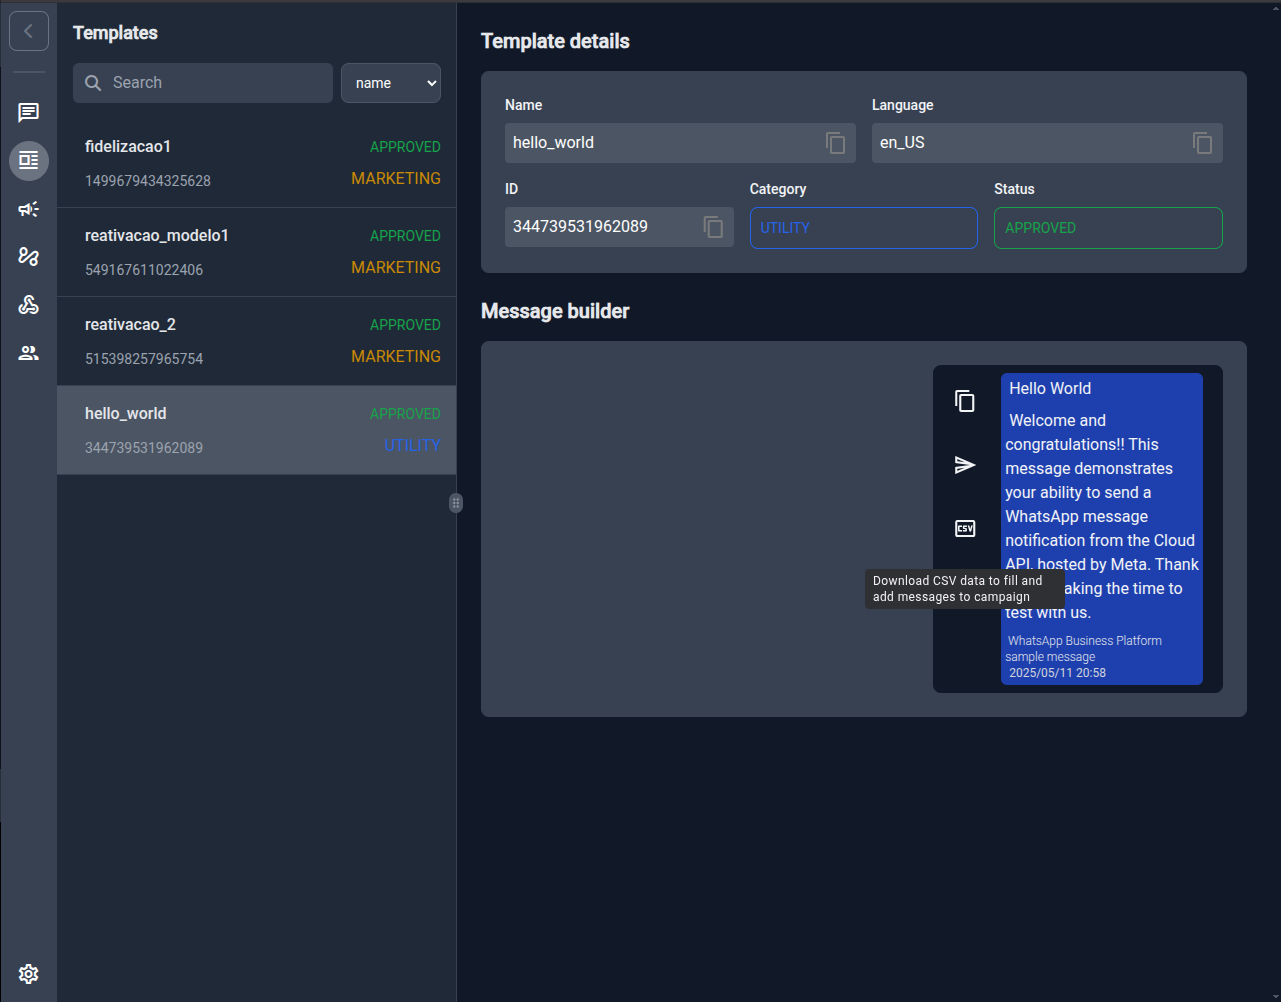 Templates
Search
name
fidelizacao1
APPROVED
1499679434325628
MARKETING
reativacao_modelo1
APPROVED
549167611022406
MARKETING
reativacao_2
APPROVED
515398257965754
MARKETING
hello_world
APPROVED
344739531962089
UTILITY
Template details
Name
Language
hello_world
en_US
ID
Category
Status
344739531962089
UTILITY
APPROVED
Message builder
Hello World
Welcome and
congratulations!! This
message demonstrates
your ability to send a
WhatsApp message
notification from the Cloud
CSV
API, hosted by Meta. Thank
Download CSV data to fill and
add messages to campaign
aking the time to
test with us.
WhatsApp Business Platform
sample message
2025/05/11 20:58